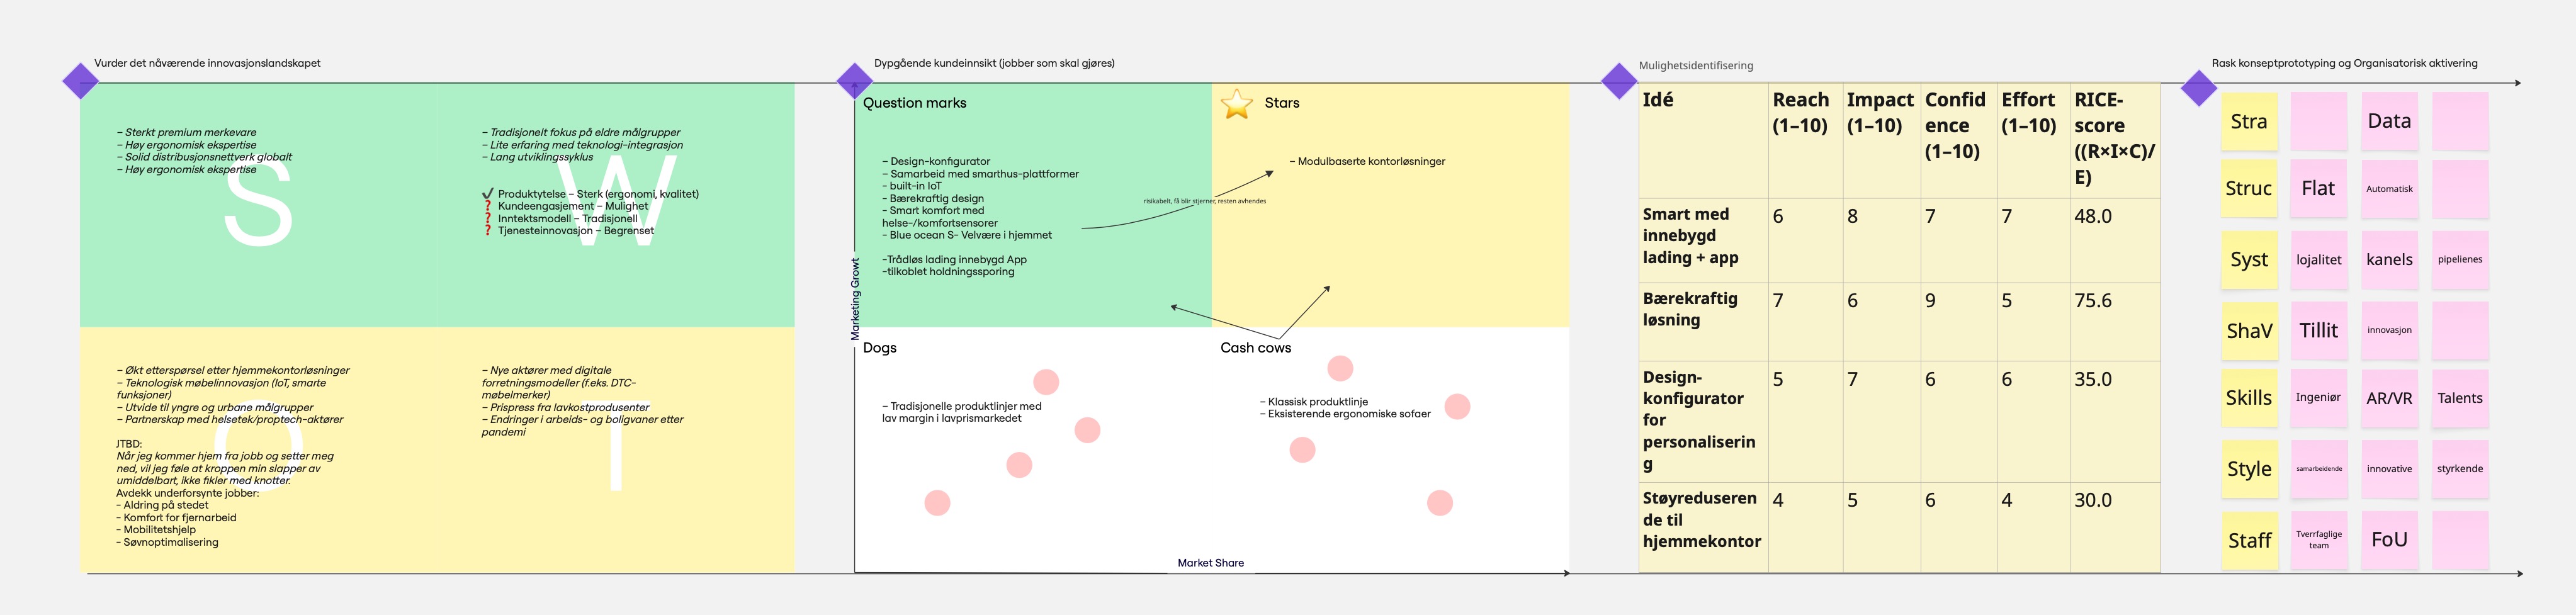 Vurder det nåværende innovasjonslandskapet
– Sterkt premium merkevare
– Høy ergonomisk ekspertise
– Solid distribusjonsnettverk globalt
– Høy ergonomisk ekspertise
S
– Tradisjonelt fokus på eldre målgrupper
– Lite erfaring med teknologi-integrasjon
– Lang utviklingssyklus
✔ Produktytelse – Sterk (ergonomi, kvalitet)
❓ Kundeengasjement – Mulighet
❓ Inntektsmodell – Tradisjonell
❓ Tjenesteinnovasjon – Begrenset
W
– Økt etterspørsel etter hjemmekontorløsninger
– Teknologisk møbelinnovasjon (IoT, smarte
funksjoner)
– Utvide til yngre og urbane målgrupper
– Partnerskap med helsetek/proptech-aktører
JTBD:
Når jeg kommer hjem fra jobb og setter meg
ned, vil jeg føle at kroppen min slapper av
umiddelbart, ikke fikler med knotter.
Avdekk underforsynte jobber:
– Aldring på stedet
– Komfort for fjernarbeid
– Mobilitetshjelp
– Søvnoptimalisering
O
– Nye aktører med digitale
forretningsmodeller (f.eks. DTC-
møbelmerker)
– Prispress fra lavkostprodusenter
– Endringer i arbeids- og boligvaner etter
pandemi
T
Dypgående kundeinnsikt (jobber som skal gjøres)
Marketing Growt
Question marks
– Design-konfigurator
– Samarbeid med smarthus-plattformer
- built-in IoT
- Bærekraftig design
- Smart komfort med
helse-/komfortsensorer
- Blue ocean S- Velvære i hjemmet
-Trådløs lading innebygd App
-tilkoblet holdningssporing
risikabelt, få blir stjerner, resten avhendes
Stars
– Modulbaserte kontorløsninger
Dogs
– Tradisjonelle produktlinjer med
lav margin i lavprismarkedet
Cash cows
– Klassisk produktlinje
– Eksisterende ergonomiske sofaer
Market Share
Mulighetsidentifisering
Idé Reach (1–10) Impact (1–10) Confid ence (1–10) Effort (1–10) RICE- score ((R×I×C)/ E)
Smart med
innebygd
lading + app
6 8 7 7 48.0
Bærekraftig
løsning
7 6 9 5 75.6
Design-
konfigurator
for
personaliserin
g
5 7 6 6 35.0
Støyreduseren
de til
hjemmekontor
4 5 6 4 30.0
Rask konseptprototyping og Organisatorisk aktivering
Stra Data
Struc Flat Automatisk
Syst lojalitet kanels pipelienes
ShaV Tillit innovasjon
Skills Ingeniør AR/VR Talents
Style samarbeidende innovative styrkende
Staff Tverrfaglige team FoU